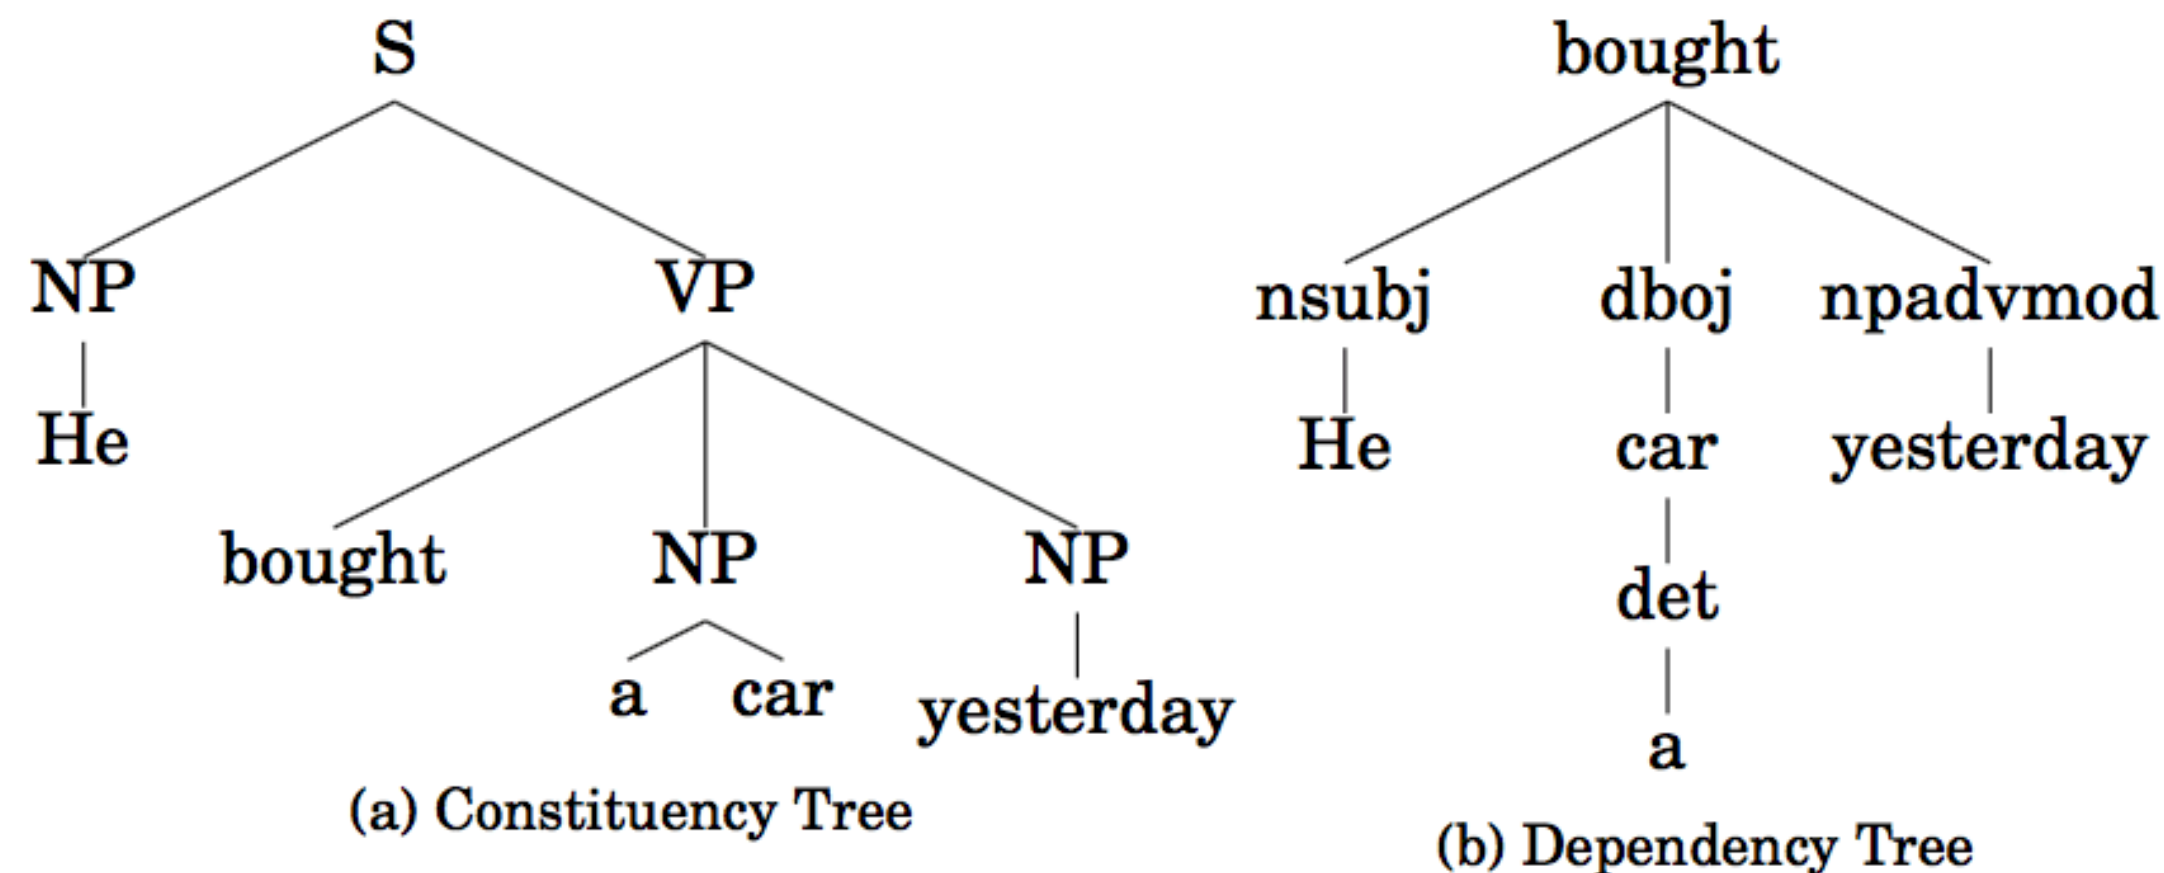 S
NP VP
He
bought NP NP
a car yesterday
(a) Constituency Tree
bought
nsubj dboj npadvmod
He car yesterday
det
a
(b) Dependency Tree